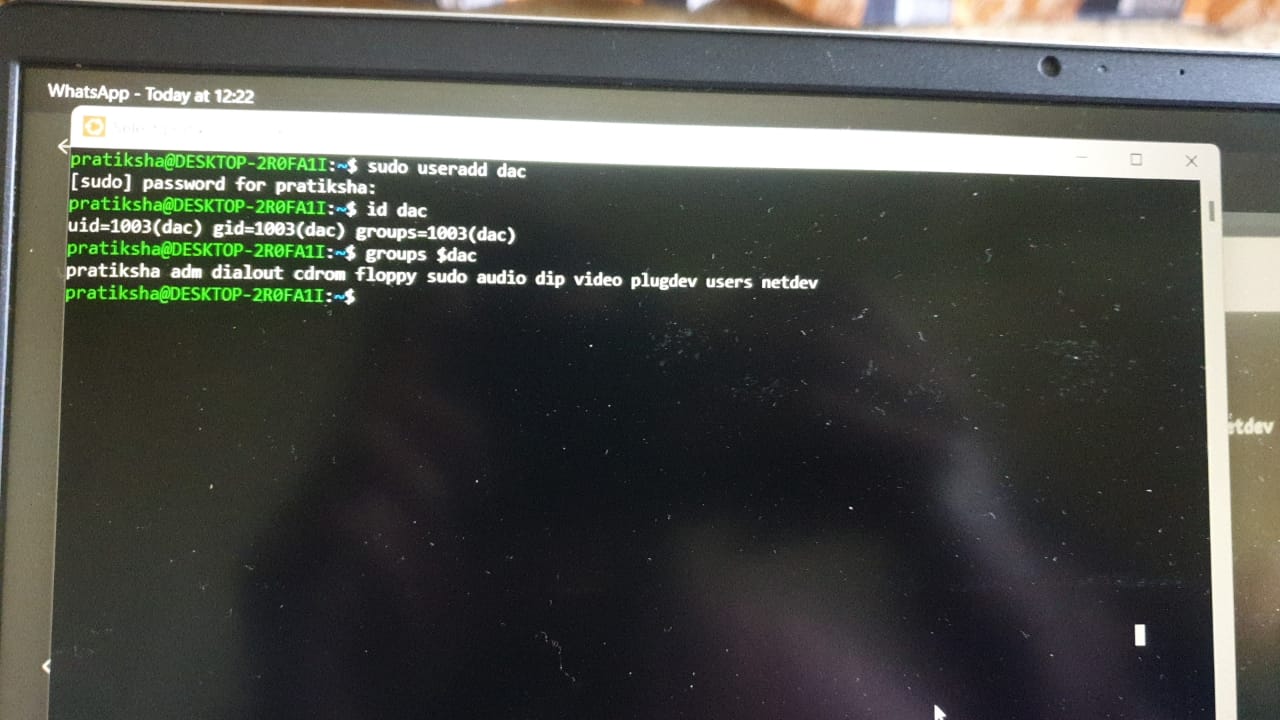 WhatsApp - Today at 12:22
pratiksha@DESKTOP-2R0FA1I:~$ sudo useradd dac
[sudo] password for pratiksha:
pratiksha@DESKTOP-2R0FA1I:~$ id dac
uid=1003(dac) gid=1003(dac) groups=1003(dac)
pratiksha@DESKTOP-2R0FA1I:~$ groups $dac
pratiksha adm dialout cdrom floppy sudo audio dip video plugdev users netdev
pratiksha@DESKTOP-2R0FA1I:~$